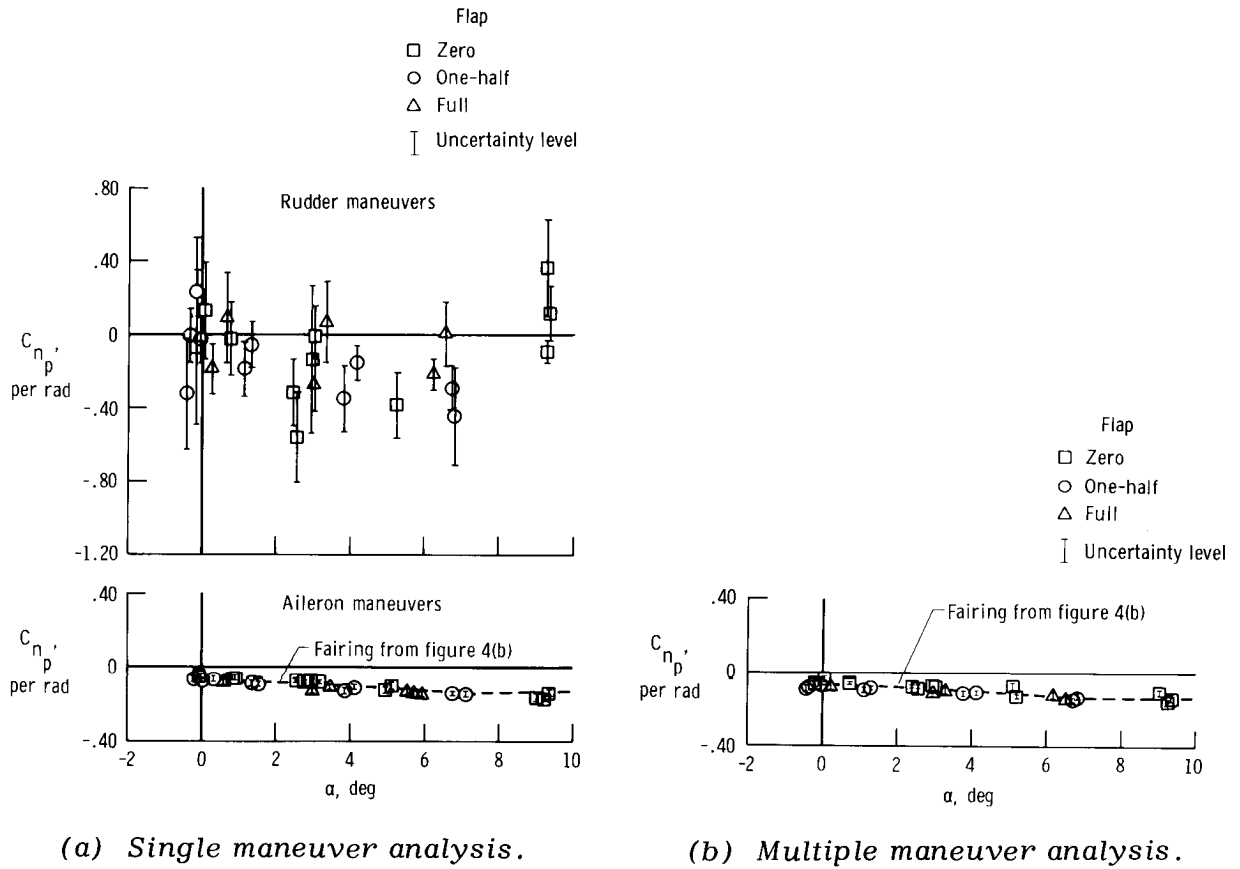 Flap
Zero
One-half
Full
Uncertainty level
Rudder maneuvers
.80
.40
0
-.40
-.80
-1.20
C
n
p,
per rad
Aileron maneuvers
Fairing from figure 4(b)
.40
0
-.40
C
n
p,
per rad
-2 0 2 4 6 8 10
α, deg
(a) Single maneuver analysis.
Flap
Zero
One-half
Full
Uncertainty level
Fairing from figure 4(b)
.40
0
-.40
C
n
p,
per rad
-2 0 2 4 6 8 10
α, deg
(b) Multiple maneuver analysis.